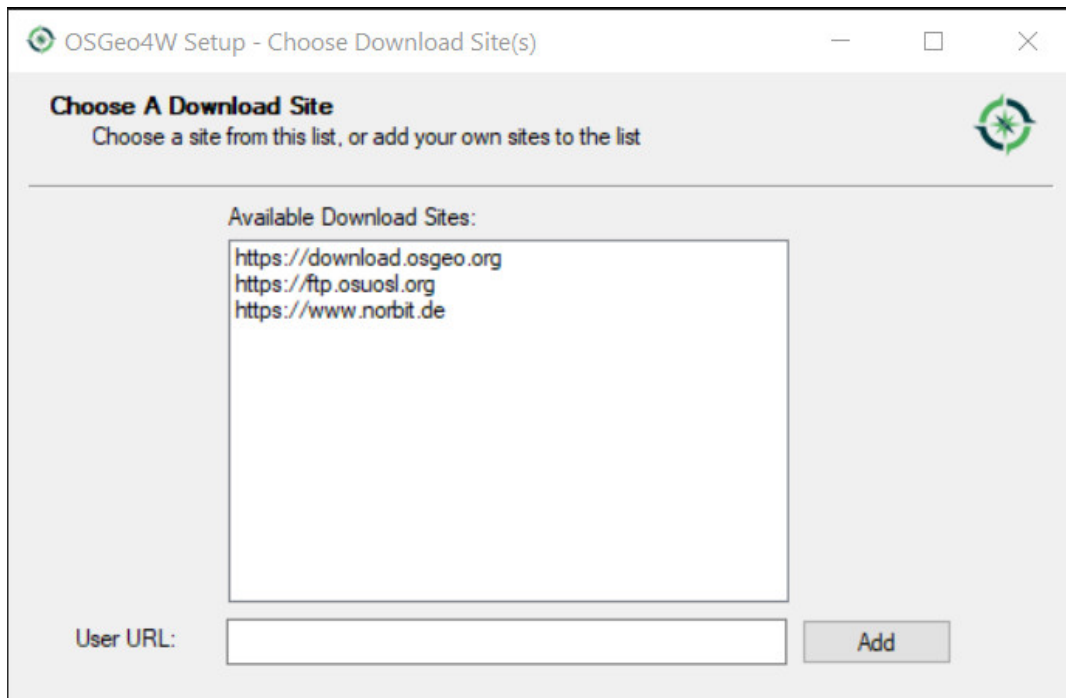 OSGeo4W Setup - Choose Download Site(s)
Choose A Download Site
Choose a site from this list, or add your own sites to the list
Available Download Sites:
https://download.osgeo.org
https://ftp.osuosl.org
https://www.norbit.de
User URL:
Add